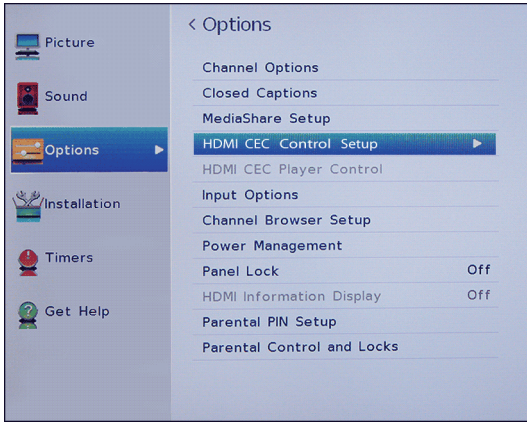 Picture
Sound
Options
Installation
Timers
Get Help
< Options
Channel Options
Closed Captions
MediaShare Setup
HDMI CEC Control Setup
HDMI CEC Player Control
Input Options
Channel Browser Setup
Power Management
Panel Lock Off
HDMI Information Display Off
Parental PIN Setup
Parental Control and Locks